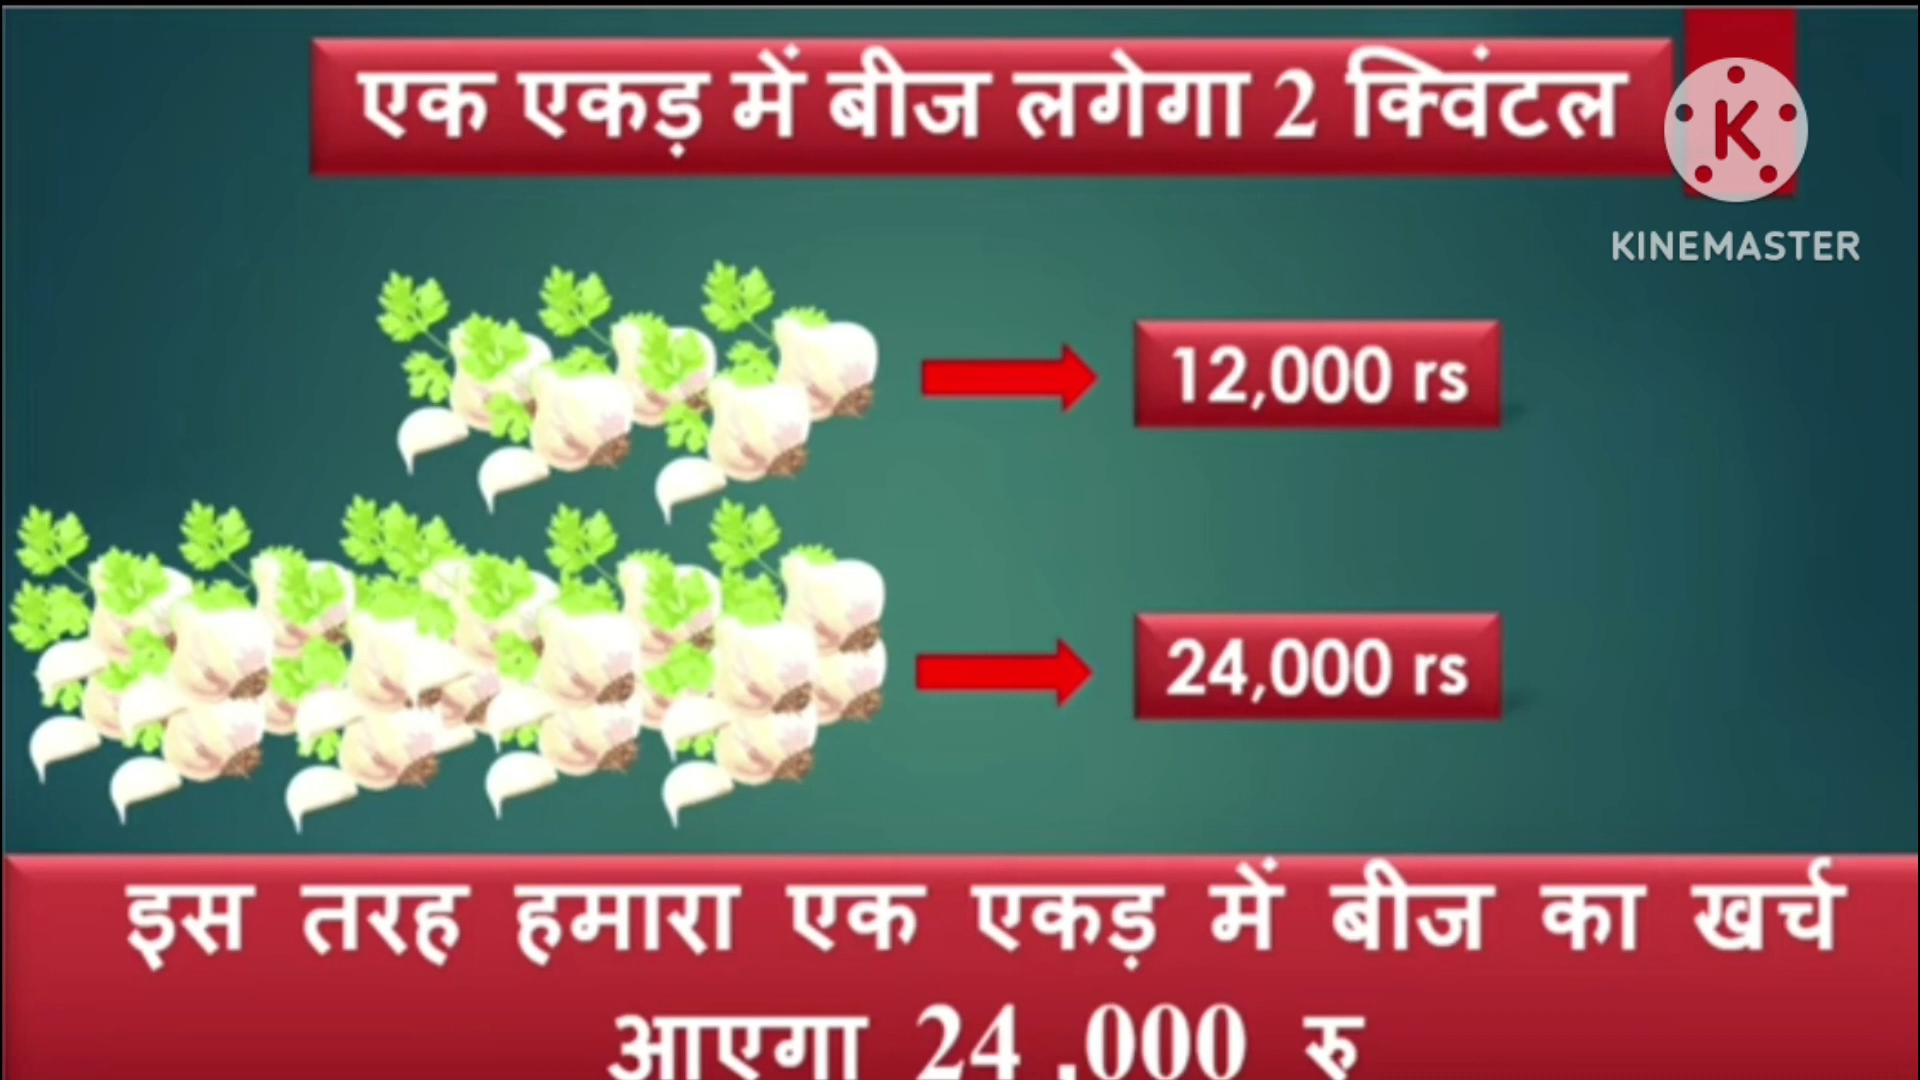 एक एकड़ में बीज लगेगा 2 क्विंटल
K
KINEMASTER
12,000 rs
24,000 rs
इस तरह हमारा एक एकड़ में बीज का खर्च
आएगा 24 ,000 रु